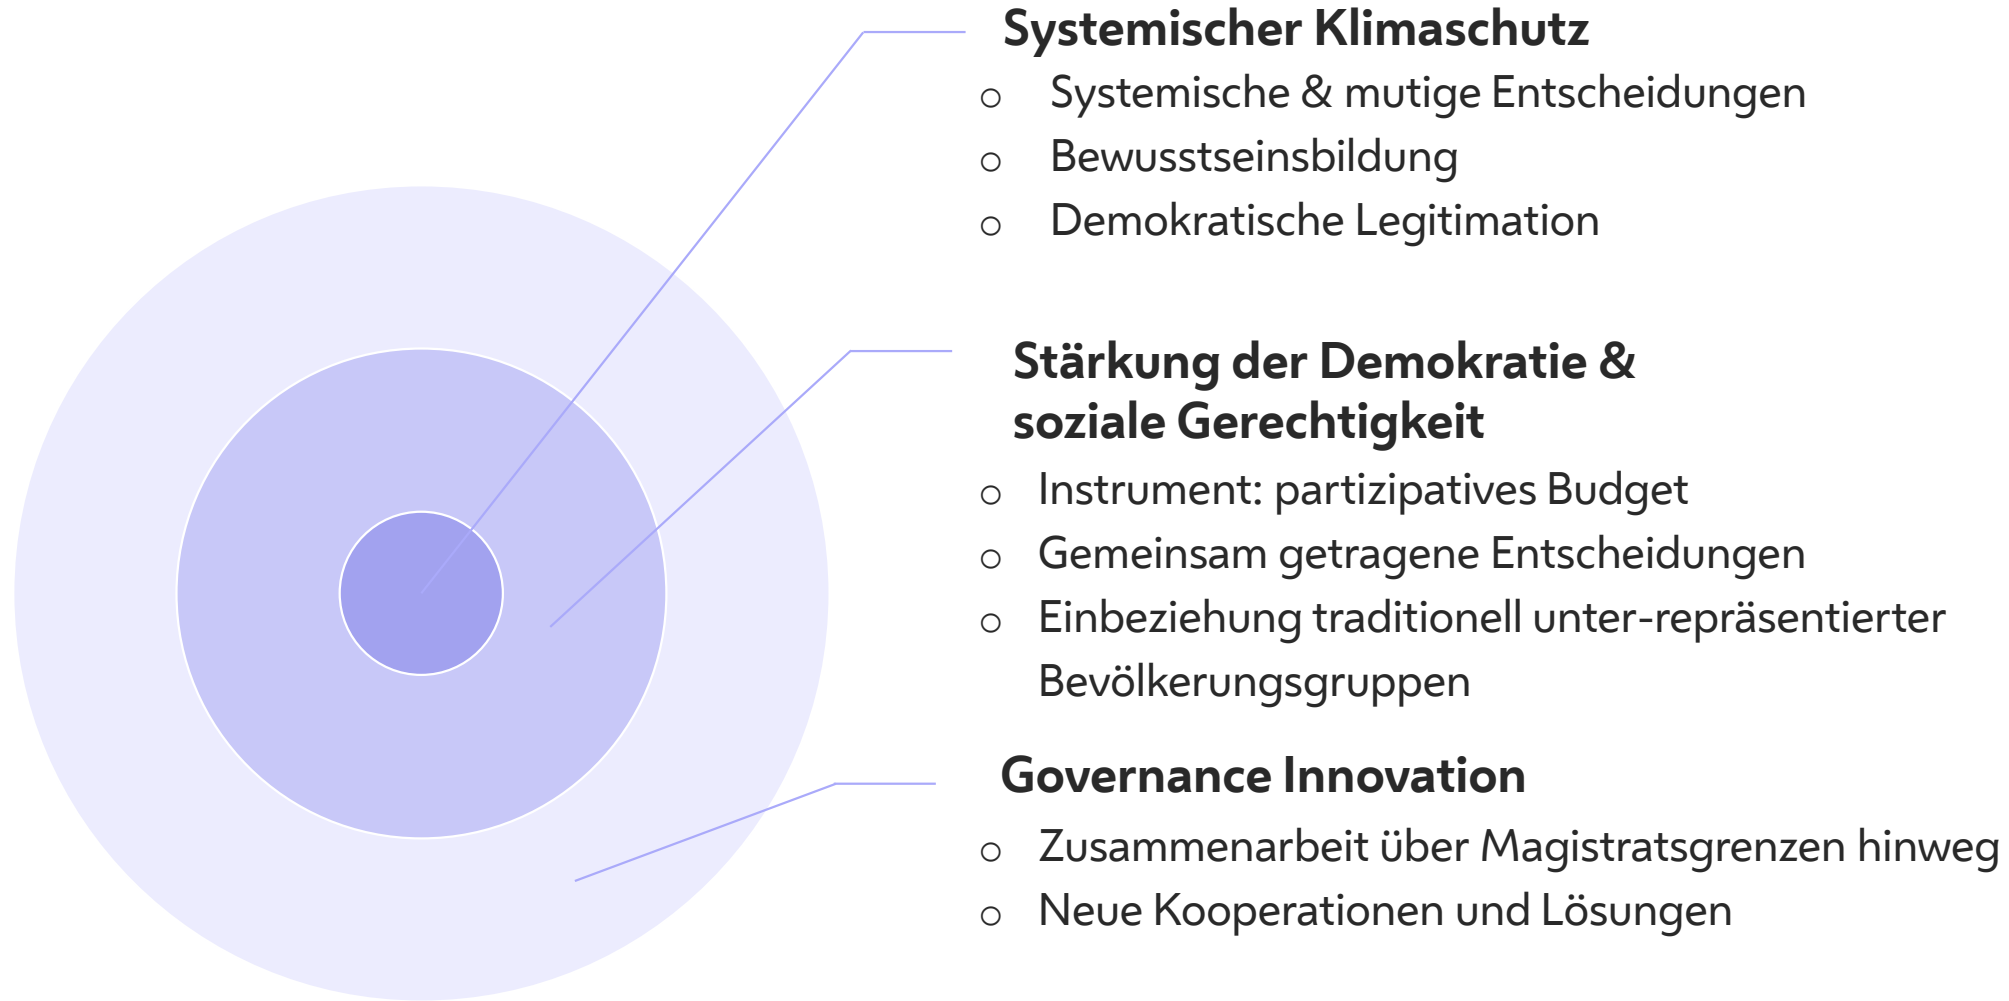 Systemischer Klimaschutz
○ Systemische & mutige Entscheidungen
○ Bewusstseinsbildung
○ Demokratische Legitimation
Stärkung der Demokratie &
soziale Gerechtigkeit
○ Instrument: partizipatives Budget
○ Gemeinsam getragene Entscheidungen
○ Einbeziehung traditionell unter-repräsentierter
Bevölkerungsgruppen
Governance Innovation
○ Zusammenarbeit über Magistratsgrenzen hinweg
○ Neue Kooperationen und Lösungen